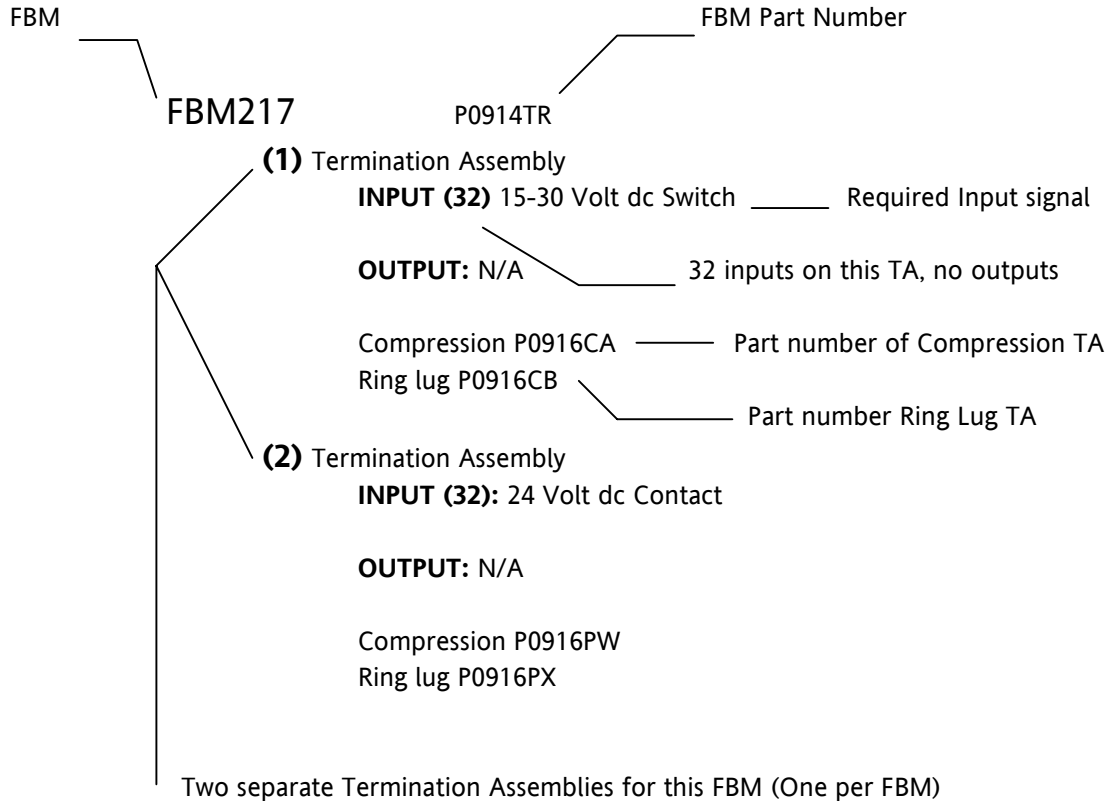 FBM
FBM Part Number
FBM217 P0914TR
(1) Termination Assembly
INPUT (32) 15-30 Volt dc Switch Required Input signal
OUTPUT: N/A 32 inputs on this TA, no outputs
Compression P0916CA Part number of Compression TA
Ring lug P0916CB
Part number Ring Lug TA
(2) Termination Assembly
INPUT (32): 24 Volt dc Contact
OUTPUT: N/A
Compression P0916PW
Ring lug P0916PX
Two separate Termination Assemblies for this FBM (One per FBM)